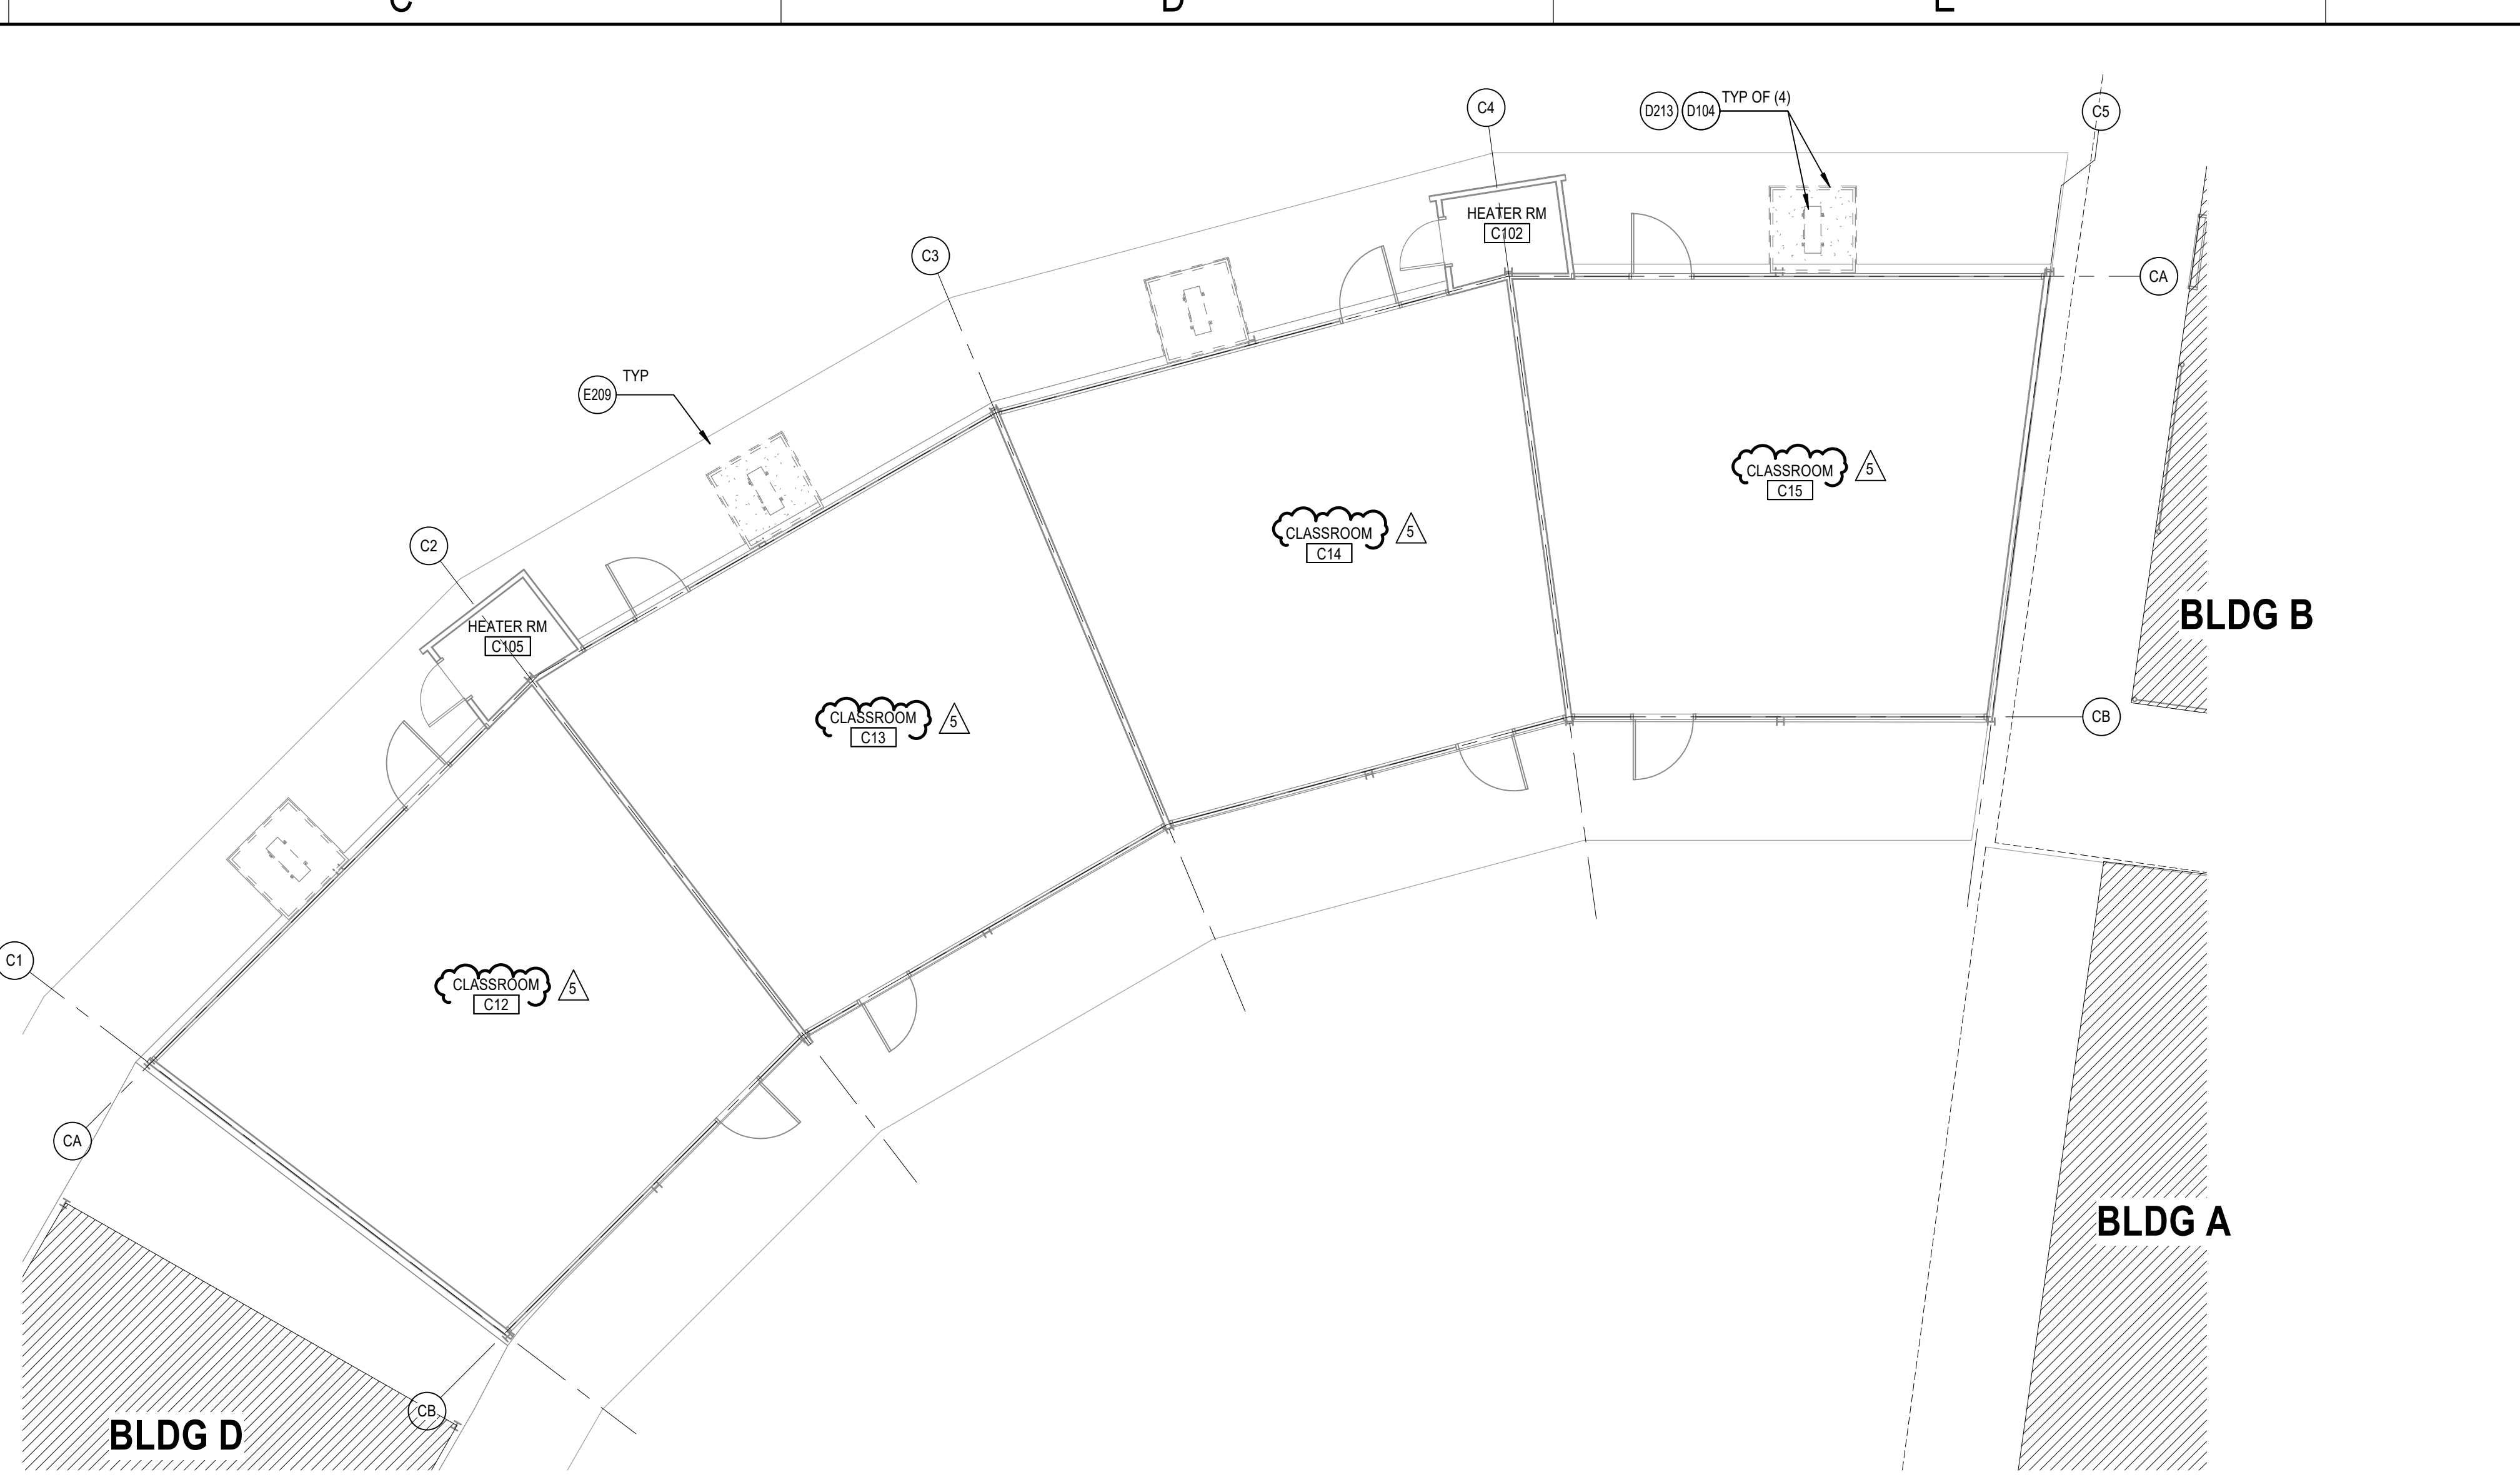 C
D
E
C4
D213
D104
TYP OF (4)
C5
HEATER RM
C102
C3
CA
TYP
E209
CLASSROOM
C15
5
CLASSROOM
C14
5
C2
BLDG B
HEATER RM
C105
CLASSROOM
C13
5
CB
C1
CLASSROOM
C12
5
CA
BLDG A
CB
BLDG D